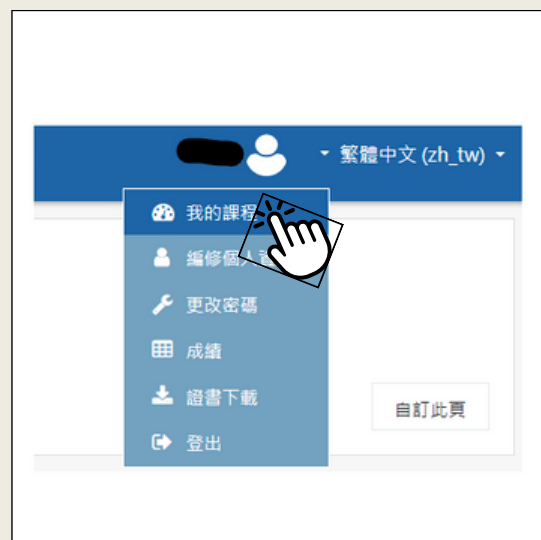 繁體中文 (zh_tw)
我的課程
編修個人資
更改密碼
成績
證書下載
登出
自訂此頁